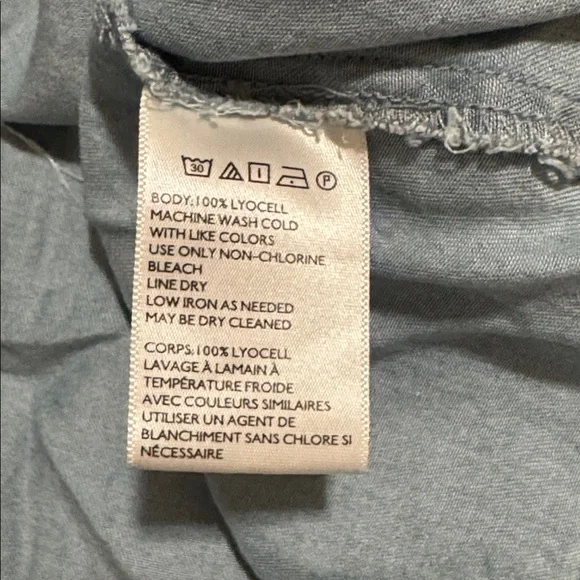 30 P
BODY:100% LYOCELL
MACHINE WASH COLD
WITH LIKE COLORS
USE ONLY NON-CHLORINE
BLEACH
LINE DRY
LOW IRON AS NEEDED
MAY BE DRY CLEANED
CORPS:100% LYOCELL
LAVAGE À LAMAIN À
TEMPÉRATURE FROIDE
AVEC COULEURS SIMILAIRES
UTILISER UN AGENT DE
BLANCHIMENT SANS CHLORE SI
NÉCESSAIRE